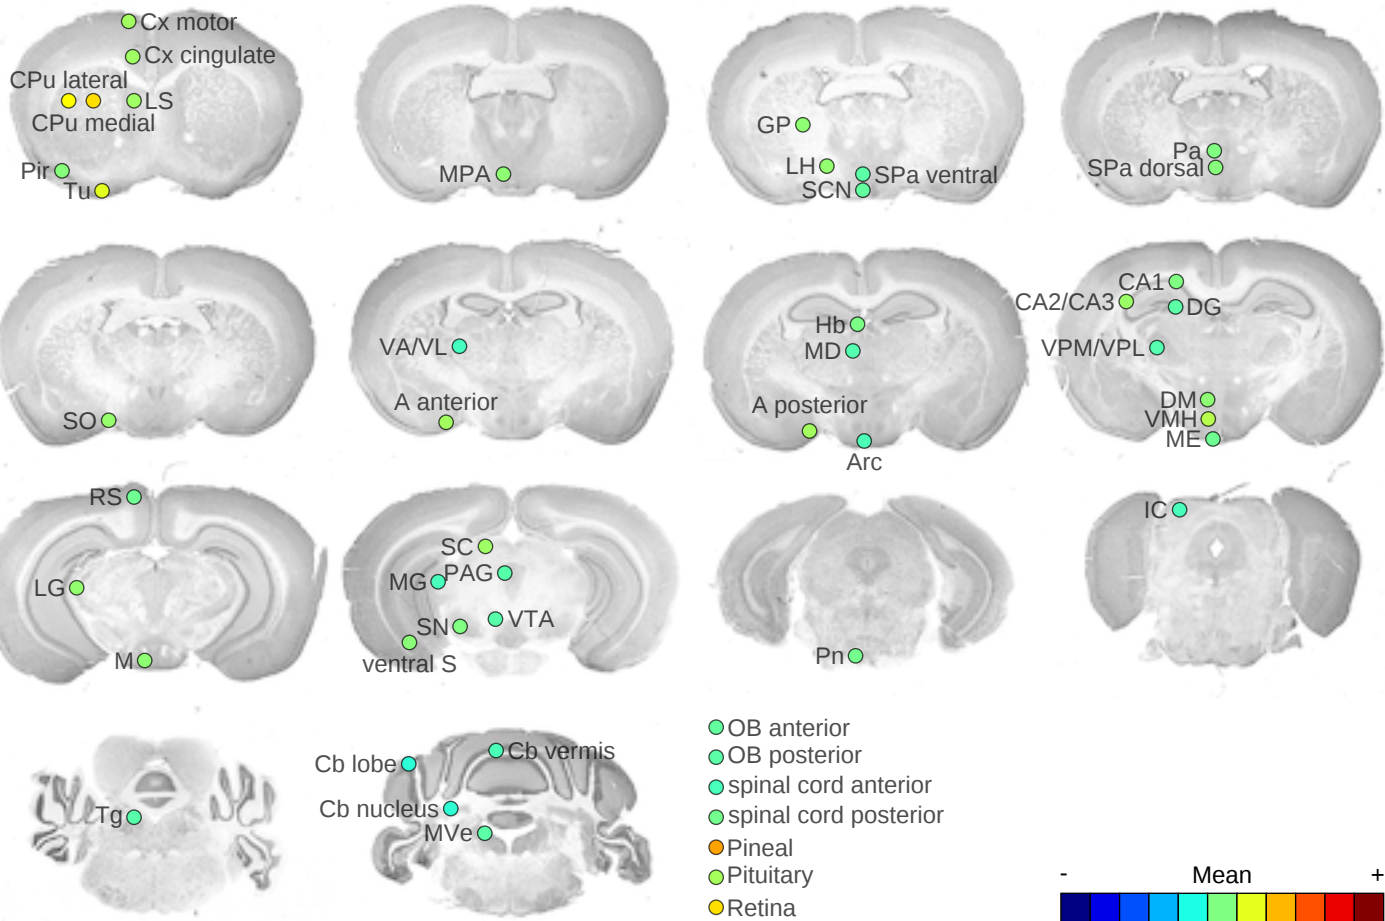 Cx motor
Cx cingulate
CPu lateral
LS
CPu medial
Pir
Tu
MPA
GP
LH
SPa ventral
SCN
Pa
SPa dorsal
SO
VA/VL
A anterior
Hb
MD
A posterior
Arc
CA1
CA2/CA3
DG
VPM/VPL
DM
VMH
ME
RS
LG
M
SC
PAG
MG
VTA
SN
ventral S
Pn
IC
Tg
Cb vermis
Cb lobe
Cb nucleus
MVe
OB anterior
OB posterior
spinal cord anterior
spinal cord posterior
Pineal
Pituitary
Retina
- Mean +